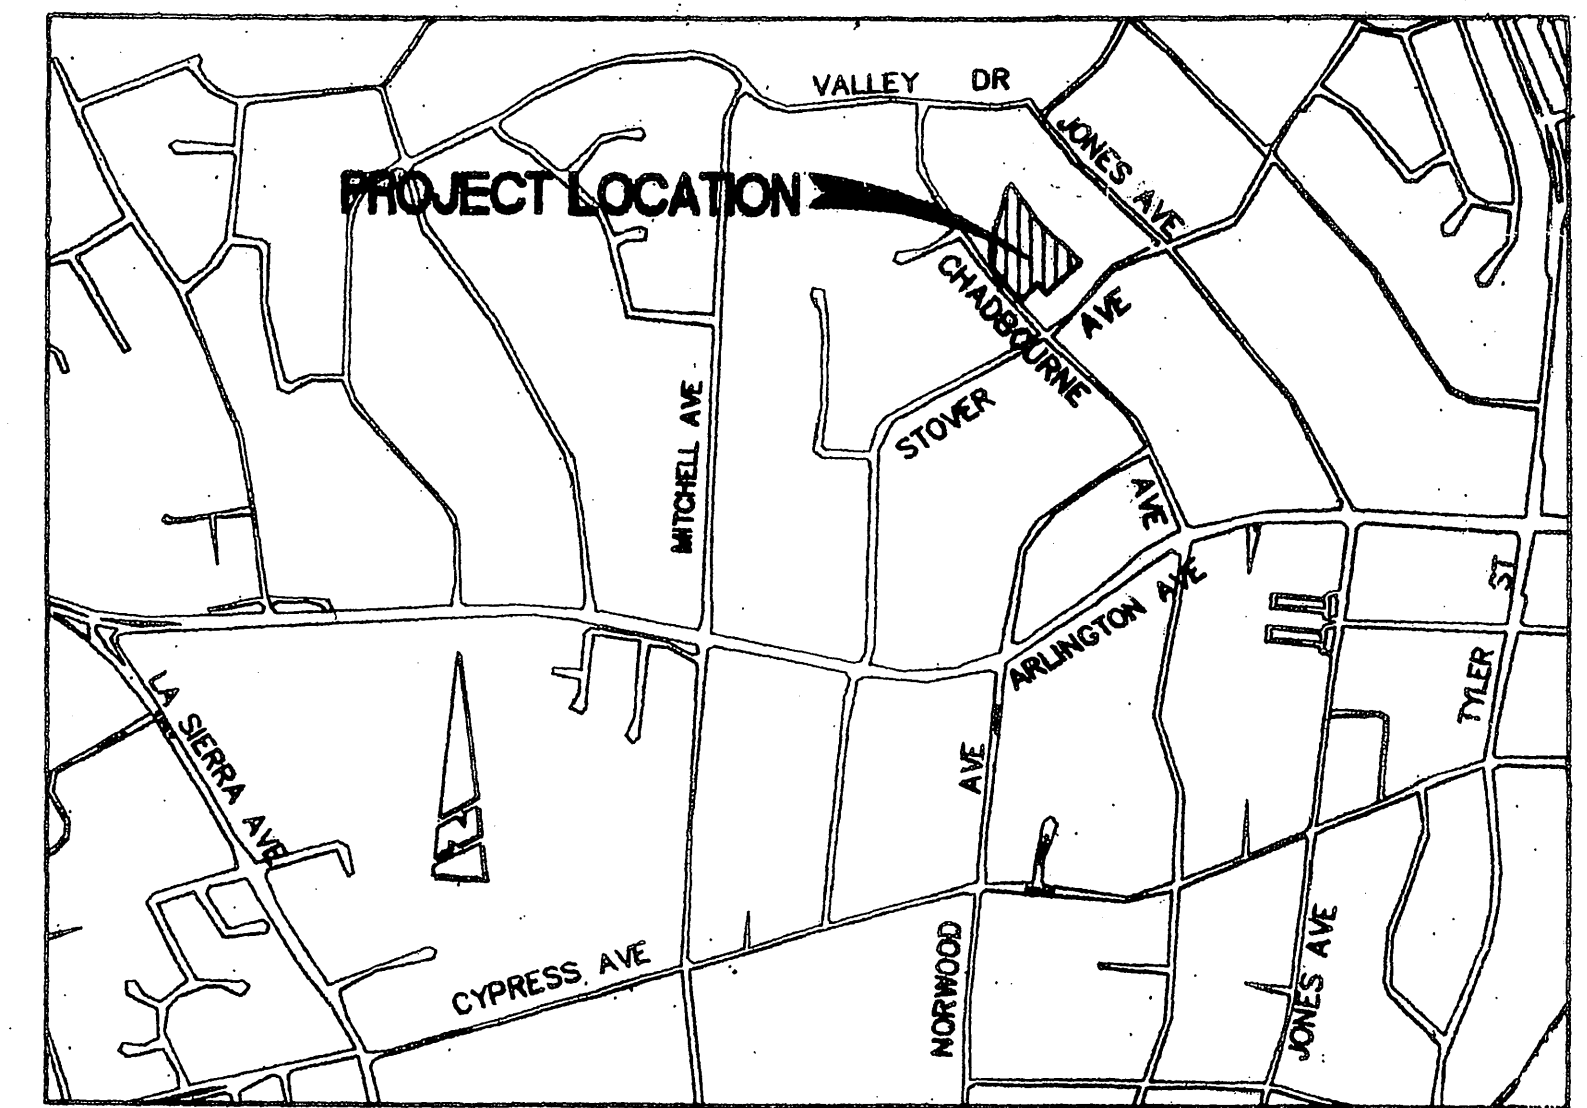 VALLEY DR
JONES AVE
PROJECT LOCATION
CHADBOURNE AVE
STOVER AVE
MITCHELL AVE
ARLINGTON AVE
TYLER ST
LA SIERRA AVE
N
CYPRESS AVE
NORWOOD AVE
JONES AVE